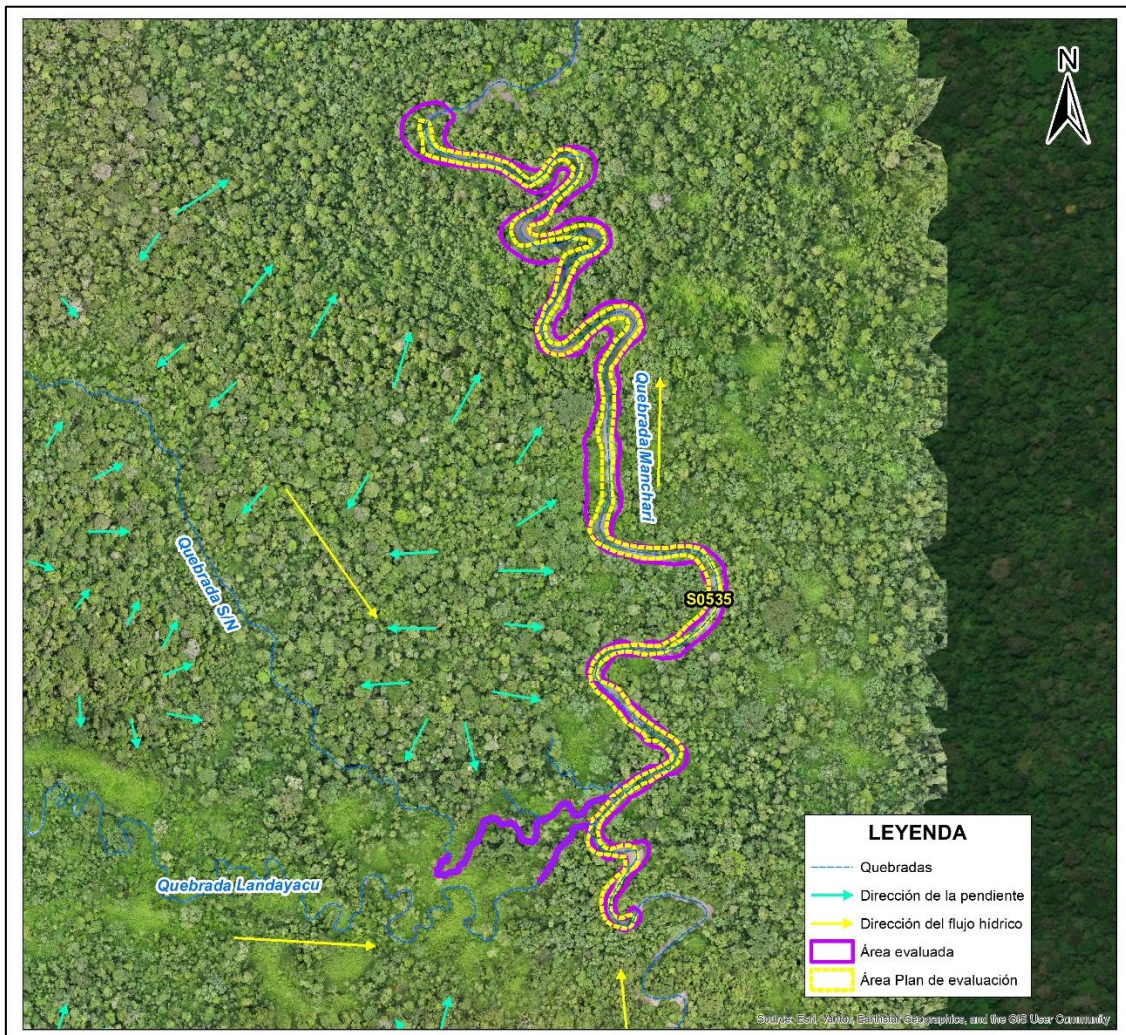 N
Quebrada Manchari
Quebrada S/N
S0535
Quebrada Landayacu
LEYENDA
Quebradas
Dirección de la pendiente
Dirección del flujo hídrico
Área evaluada
Área Plan de evaluación
Source: Esri, Vantor, Earthstar Geographics, and the GIS User Community